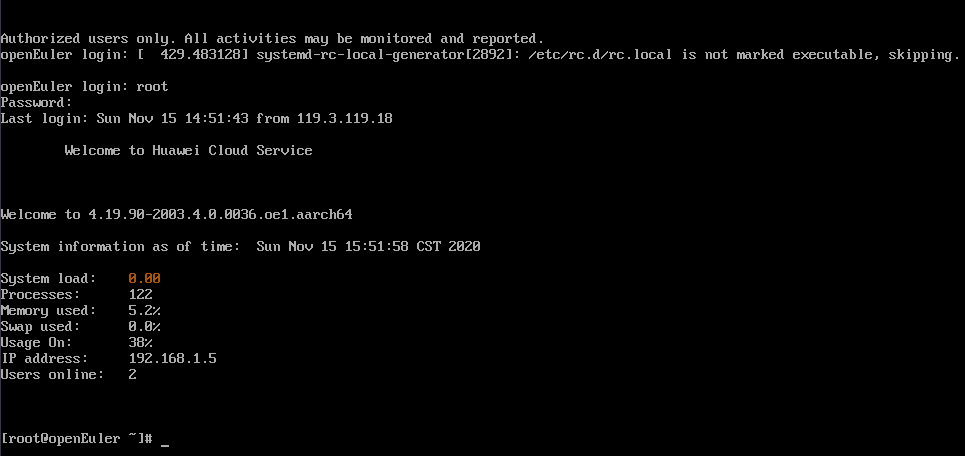 Authorized users only. All activities may be monitored and reported.
openEuler login: [  429.483128] systemd-rc-local-generator[2892]: /etc/rc.d/rc.local is not marked executable, skipping.
openEuler login: root
Password:
Last login: Sun Nov 15 14:51:43 from 119.3.119.18
Welcome to Huawei Cloud Service
Welcome to 4.19.90-2003.4.0.0036.oe1.aarch64
System information as of time:  Sun Nov 15 15:51:58 CST 2020
System load:    0.00
Processes:      122
Memory used:    5.2%
Swap used:      0.0%
Usage On:       38%
IP address:     192.168.1.5
Users online:   2
[root@openEuler ~]# _